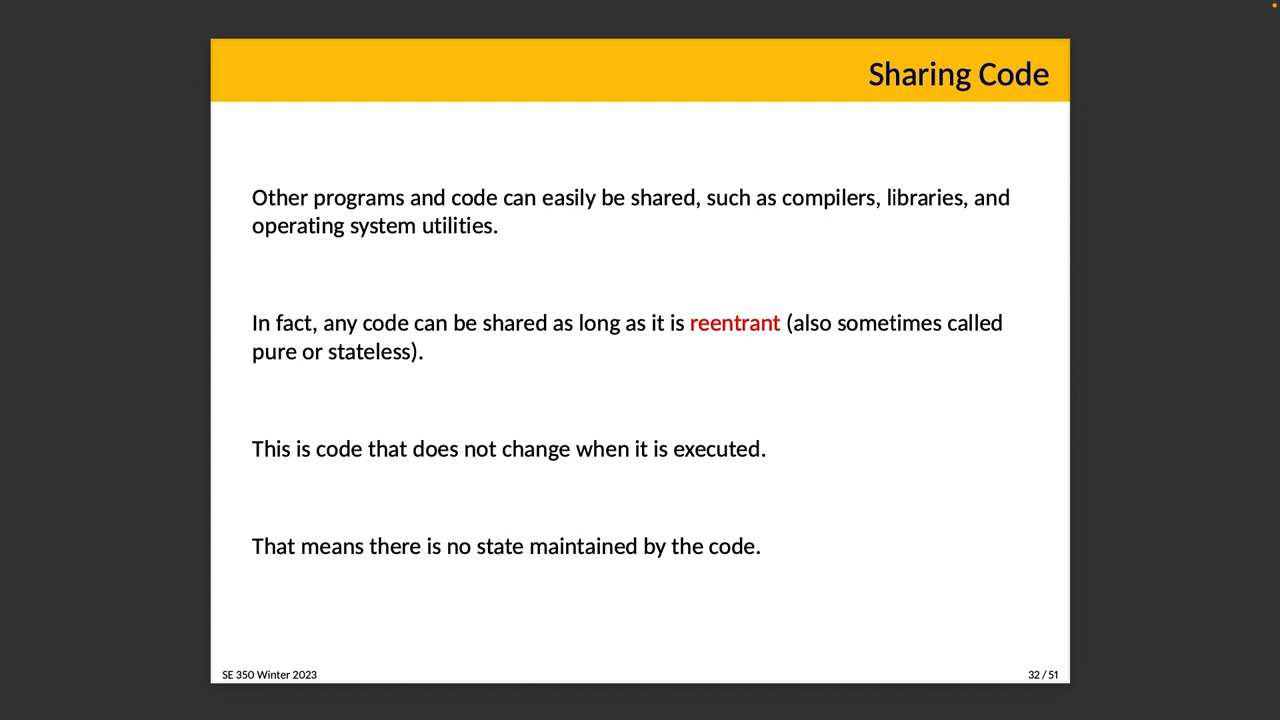 Sharing Code
Other programs and code can easily be shared, such as compilers, libraries, and
operating system utilities.
In fact, any code can be shared as long as it is reentrant (also sometimes called
pure or stateless).
This is code that does not change when it is executed.
That means there is no state maintained by the code.
SE 350 Winter 2023
32 / 51